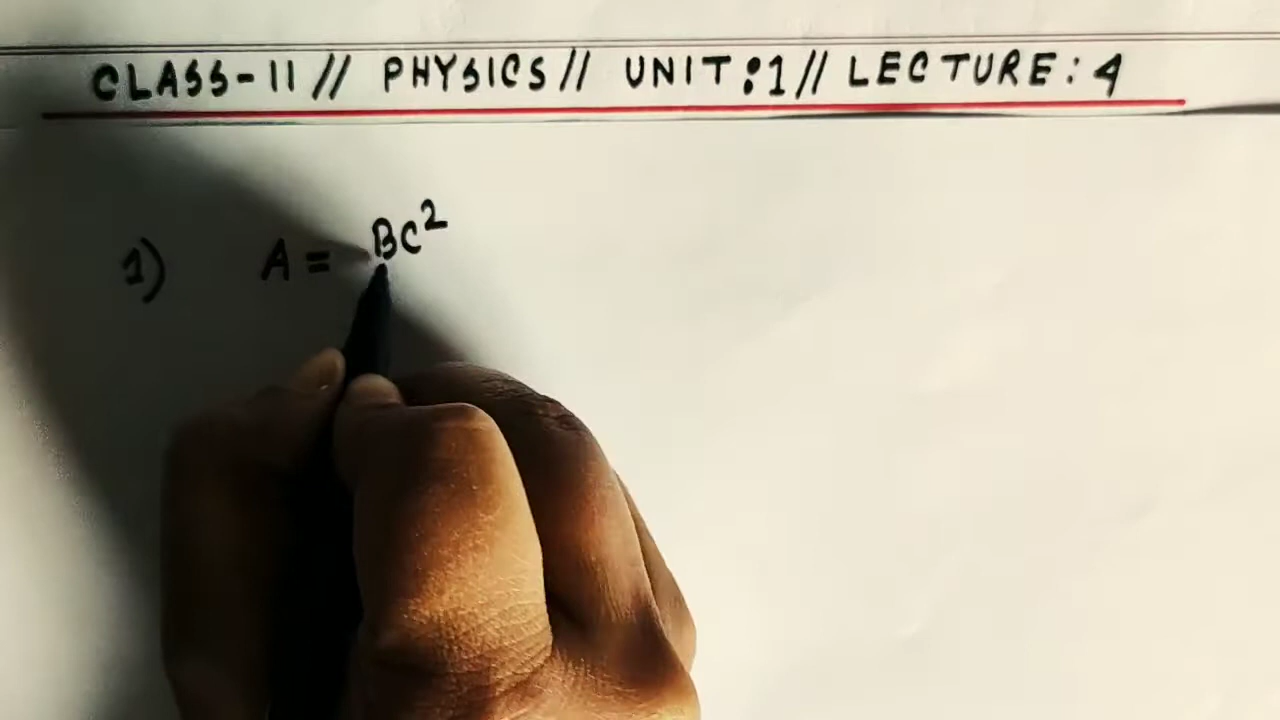 CLASS-11 // PHYSICS // UNIT:1 // LECTURE: 4
1) A = BC²